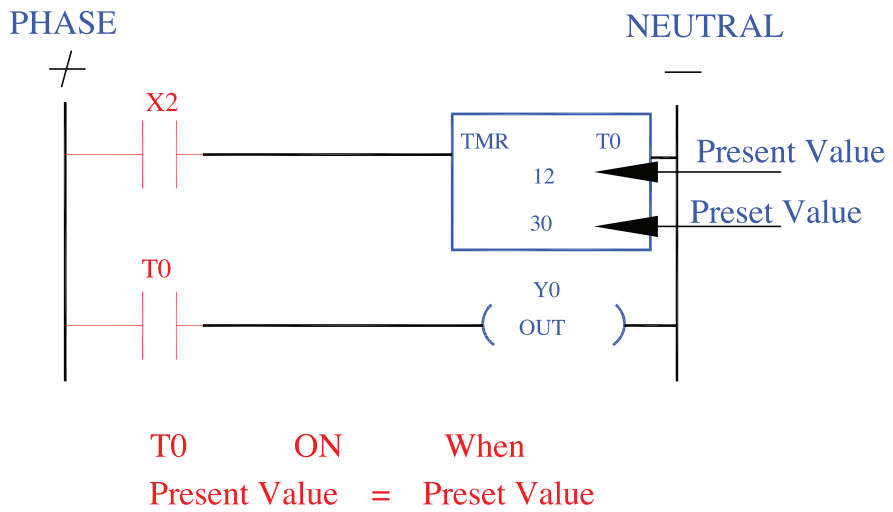 PHASE
NEUTRAL
X2
TMR T0
Present Value
12
Preset Value
30
T0
Y0
OUT
T0 ON When
Present Value = Preset Value